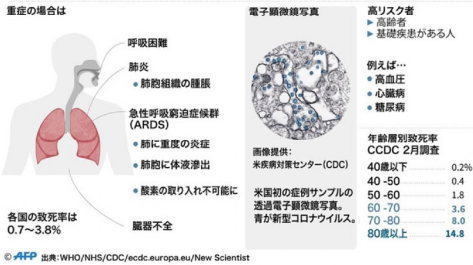 重症の場合は
呼吸困難
肺炎
肺胞組織の腫脹
急性呼吸窮迫症候群
(ARDS)
肺に重度の炎症
肺胞に体液滲出
酸素の取り入れ不可能に
臓器不全
各国の致死率は
0.7〜3.8%
電子顕微鏡写真
画像提供：
米疾病対策センター(CDC)
米国初の症例サンプルの
透過電子顕微鏡写真。
青が新型コロナウイルス。
高リスク者
高齢者
基礎疾患がある人
例えば…
高血圧
心臓病
糖尿病
年齢層別致死率
CCDC 2月調査
40歳以下 0.2%
40 -50 0.4
50 -60 1.8
60 -70 3.6
70 -80 8.0
80歳以上 14.8
© AFP 出典：WHO/NHS/CDC/ecdc.europa.eu/New Scientist